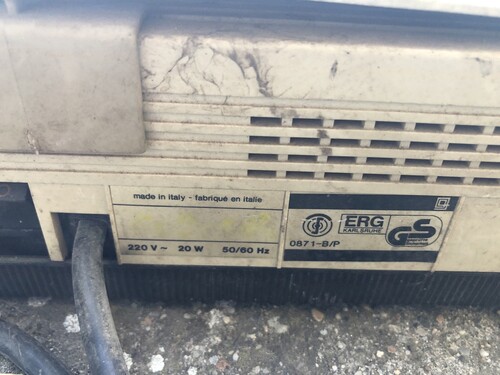 made in italy - fabriqué en italie
220 V ~ 20 W 50/60 Hz
ERG
KARLSRUHE
GS
0871-B/P